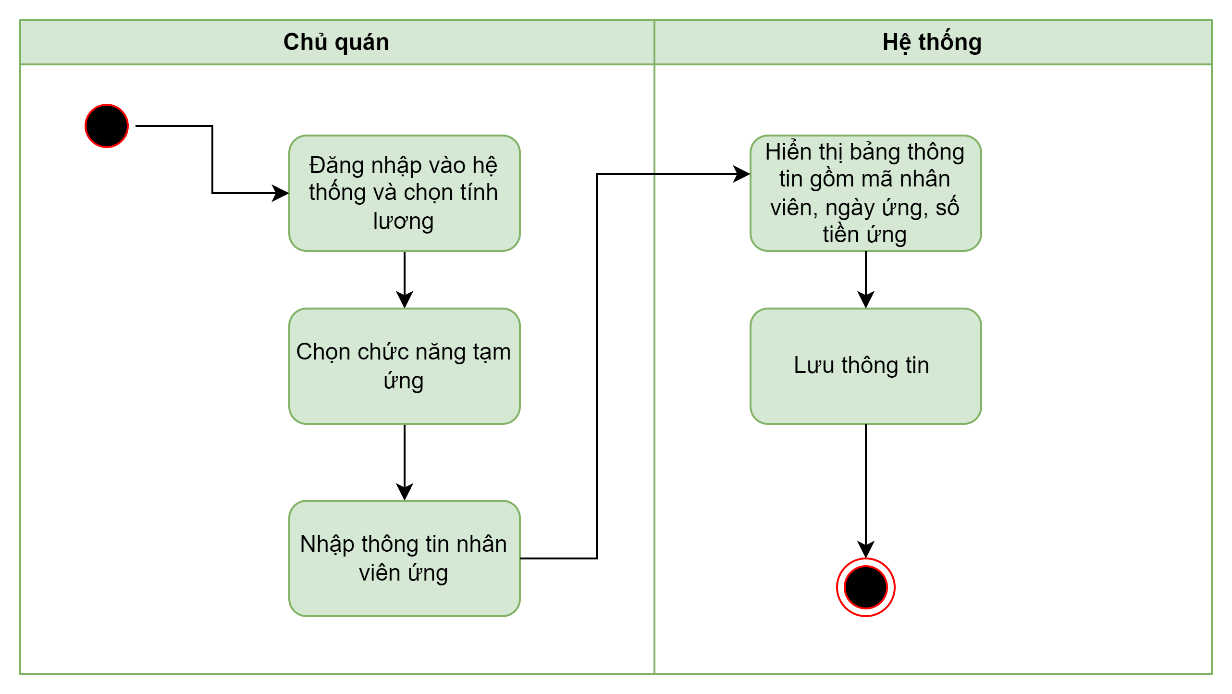 Chủ quán
Hệ thống
Đăng nhập vào hệ
thống và chọn tính
lương
Chọn chức năng tạm
ứng
Nhập thông tin nhân
viên ứng
Hiển thị bảng thông
tin gồm mã nhân
viên, ngày ứng, số
tiền ứng
Lưu thông tin